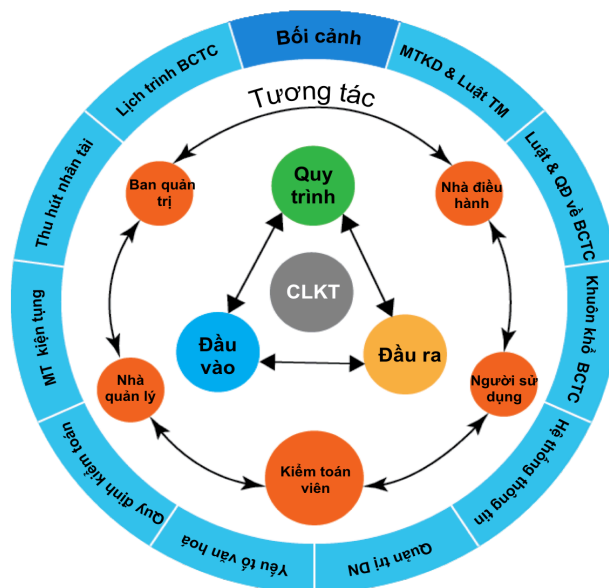 Bối cảnh
MTKD & Luật TM
Luật & QĐ về BCTC
Khuôn khổ BCTC
Hệ thống thông tin
Quản trị DN
Yếu tố văn hoá
Quy định kiểm toán
MT kiện tụng
Thu hút nhân tài
Lịch trình BCTC
Tương tác
Ban quản
trị
Nhà điều
hành
Người sử
dụng
Kiểm toán
viên
Nhà
quản lý
Quy
trình
CLKT
Đầu
vào
Đầu ra